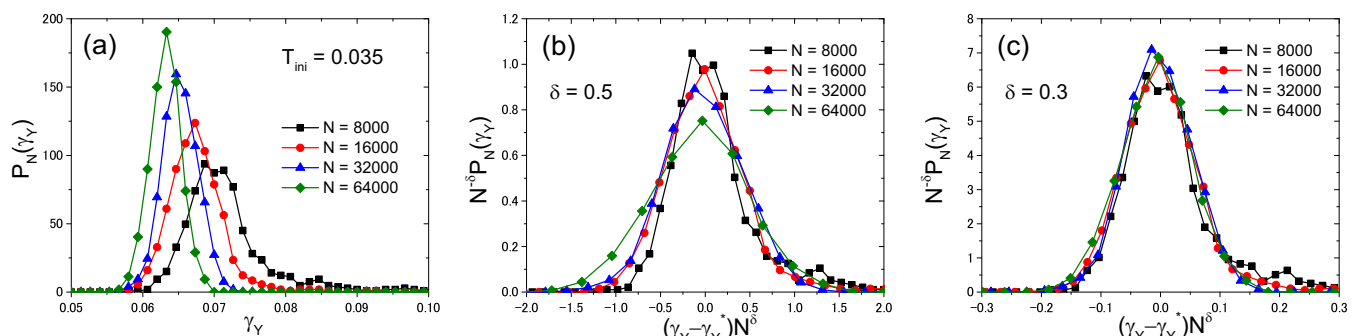 (a)
T_ini = 0.035
N = 8000
N = 16000
N = 32000
N = 64000
P_N(γ_Y)
200
150
100
50
0
0.05 0.06 0.07 0.08 0.09 0.10
γ_Y
(b)
δ = 0.5
N = 8000
N = 16000
N = 32000
N = 64000
N^-δ P_N(γ_Y)
1.2
1.0
0.8
0.6
0.4
0.2
0.0
-2.0 -1.5 -1.0 -0.5 0.0 0.5 1.0 1.5 2.0
(γ_Y–γ_Y^*)N^δ
(c)
δ = 0.3
N = 8000
N = 16000
N = 32000
N = 64000
N^-δ P_N(γ_Y)
8
7
6
5
4
3
2
1
0
-0.3 -0.2 -0.1 0.0 0.1 0.2 0.3
(γ_Y–γ_Y^*)N^δ